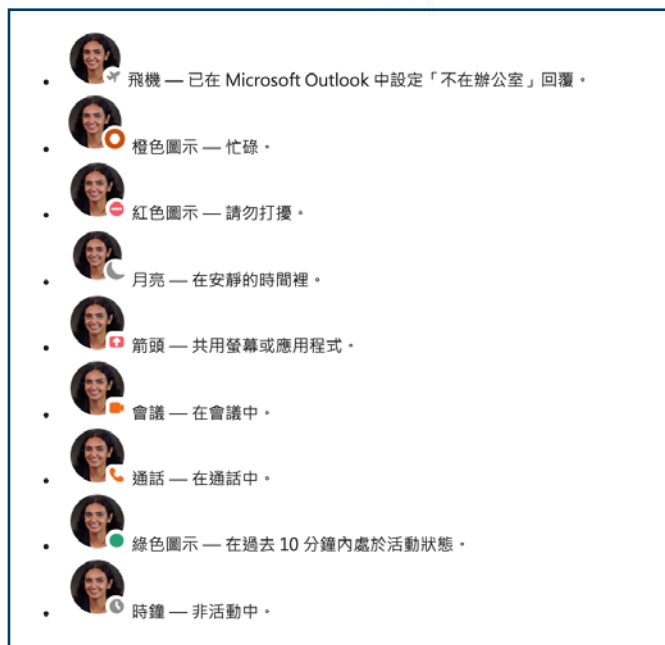 飛機 — 已在 Microsoft Outlook 中設定「不在辦公室」回覆。
橙色圖示 — 忙碌。
紅色圖示 — 請勿打擾。
月亮 — 在安靜的時間裡。
箭頭 — 共用螢幕或應用程式。
會議 — 在會議中。
通話 — 在通話中。
綠色圖示 — 在過去 10 分鐘內處於活動狀態。
時鐘 — 非活動中。